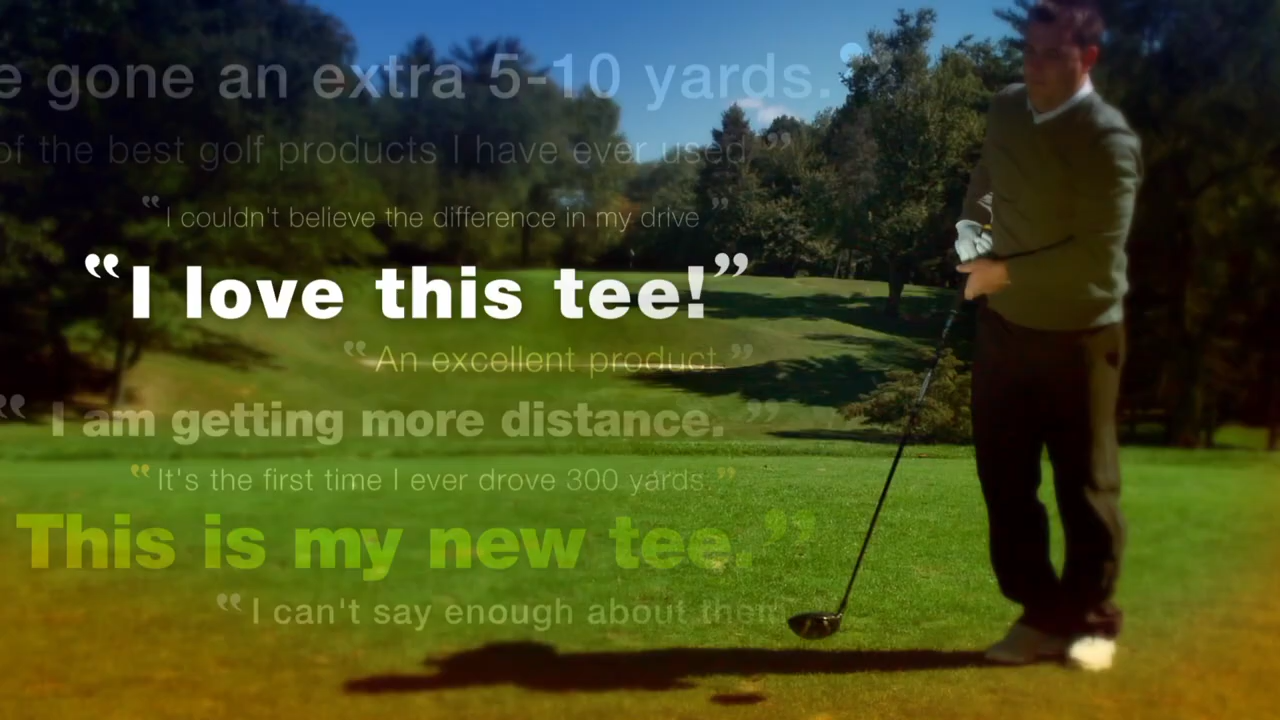 e gone an extra 5-10 yards.”
of the best golf products I have ever used.”
“I couldn't believe the difference in my drive”
“I love this tee!”
“An excellent product.”
“I am getting more distance.”
“It's the first time I ever drove 300 yards.”
This is my new tee.”
“I can't say enough about them